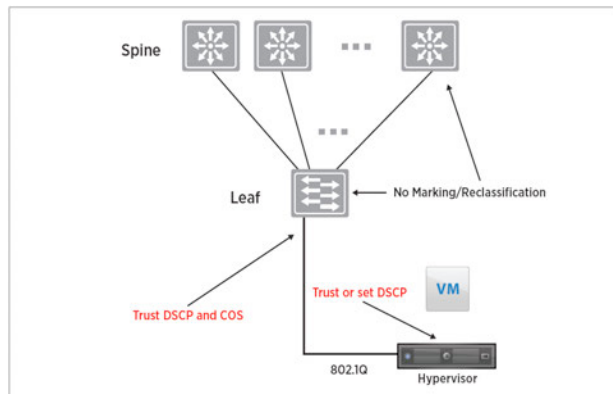 Spine
Leaf
No Marking/Reclassification
Trust or set DSCP
VM
Trust DSCP and COS
802.1Q
Hypervisor